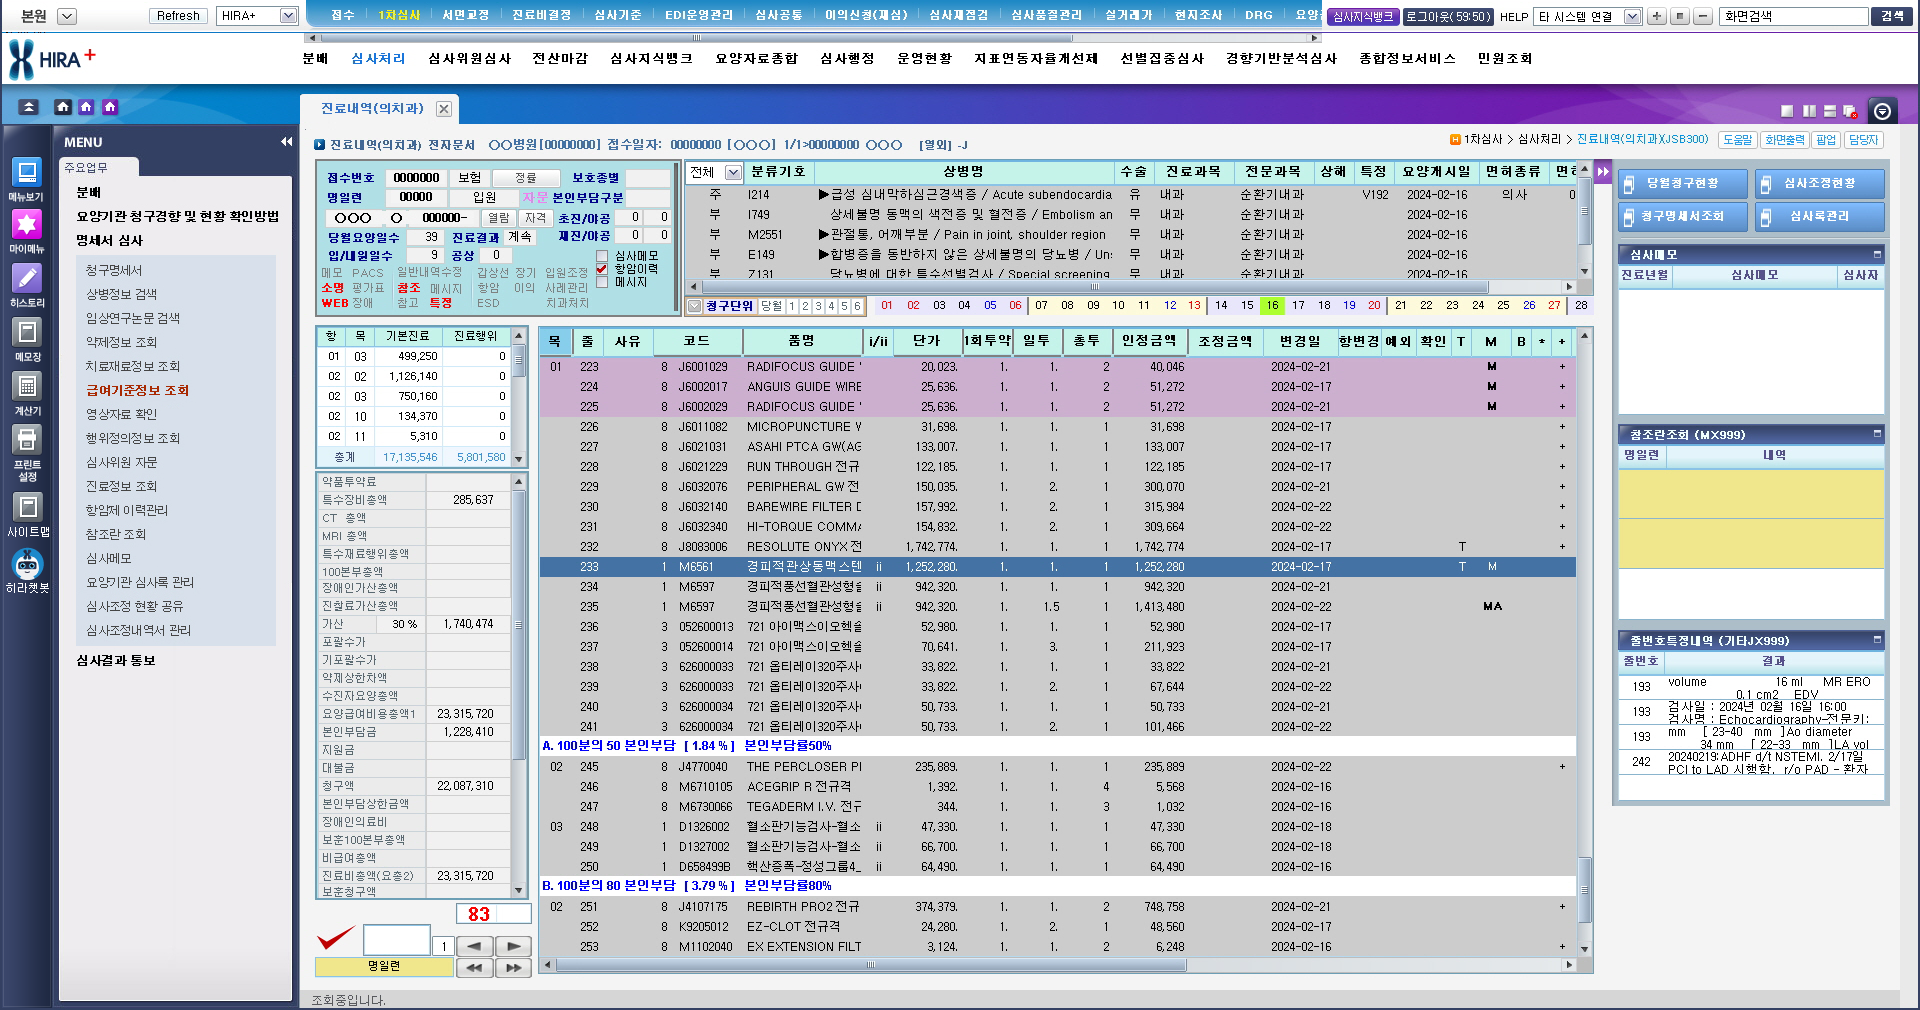 본원 Refresh HIRA+ 접수 1차심사 서면교정 진료비결정 심사기준 EDI운영관리 심사공통 이의신청(재심) 심사재점검 심사품질관리 실거래가 현지조사 DRG 요양 심사지식뱅크 로그아웃(59:50) HELP 타 시스템 연결 화면검색 검색
HIRA+ 분배 심사처리 심사위원심사 전산마감 심사지식뱅크 요양자료종합 심사행정 운영현황 지표연동자율개선제 선별집중심사 경향기반분석심사 종합정보서비스 민원조회
진료내역(의치과)
진료내역(의치과) 전자문서 OO병원[00000000] 접수일자: 00000000 [OOO] 1/1>00000000 OOO [열외] -J
1차심사 > 심사처리 > 진료내역(의치과)(JSB300) 도움말 화면출력 팝업 담당자
메뉴보기
마이메뉴
히스토리
메모장
계산기
프린트 설정
사이트맵
히라챗봇
MENU
주요업무
분배
요양기관 청구경향 및 현황 확인방법
명세서 심사
청구명세서
상병정보 검색
임상연구논문 검색
약제정보 조회
치료재료정보 조회
급여기준정보 조회
영상자료 확인
행위정의정보 조회
심사위원 자문
진료정보 조회
항암제 이력관리
참조란 조회
심사메모
요양기관 심사록 관리
심사조정 현황 공유
심사조정내역서 관리
심사결과 통보
접수번호 0000000 보험 정률 보호종별
명일련 00000 입원 자문 본인부담구분
OOO O 000000- 열람 자격 초진/야공 0 0
당월요양일수 39 진료결과 계속 재진/야공 0 0
입/내원일수 9 공상 0 심사메모
항암이력
메시지
메모 PACS 일반내역수정 갑상선 장기 입원조정
소명 평가표 참조 메시지 항암 이의 사례관리
WEB 장애 참고 특정 ESD 치과처치
전체 분류기호 상병명 수술 진료과목 전문과목 상해 특정 요양개시일 면허종류 면허
주 I214 ▶급성 심내막하심근경색증 / Acute subendocardia 유 내과 순환기내과 V192 2024-02-16 의사 0
부 I749 상세불명 동맥의 색전증 및 혈전증 / Embolism an 무 내과 순환기내과 2024-02-16
부 M2551 ▶관절통, 어깨부분 / Pain in joint, shoulder region 무 내과 순환기내과 2024-02-16
부 E149 ▶합병증을 동반하지 않은 상세불명의 당뇨병 / Un: 무 내과 순환기내과 2024-02-16
부 Z131 당뇨병에 대한 특수선별검사 / Special screening 무 내과 순환기내과 2024-02-16
청구단위 당월 1 2 3 4 5 6 01 02 03 04 05 06 07 08 09 10 11 12 13 14 15 16 17 18 19 20 21 22 23 24 25 26 27 28
항 목 기본진료 진료행위
01 03 499,250 0
02 02 1,126,140 0
02 03 750,160 0
02 10 134,370 0
02 11 5,310 0
총계 17,135,546 5,801,580
약품투약료
특수장비총액 285,637
CT 총액
MRI 총액
특수재료행위총액
100본부총액
장애인가산총액
진찰료가산총액
가산 30 % 1,740,474
포괄수가
기포괄수가
약제상한차액
수진자요양총액
요양급여비용총액1 23,315,720
본인부담금 1,228,410
지원금
대불금
청구액 22,087,310
본인부담상한금액
장애인의료비
보훈100본부총액
비급여총액
진료비총액(요총2) 23,315,720
보훈청구액
83
1
명일련
목 줄 사유 코드 품명 i/ii 단가 1회투약 일투 총투 인정금액 조정금액 변경일 항변경 예외 확인 T M B * +
01 223 8 J6001029 RADIFOCUS GUIDE ' 20,023. 1. 1. 2 40,046 2024-02-21 M +
224 8 J6002017 ANGUIS GUIDE WIRE 25,636. 1. 1. 2 51,272 2024-02-21 M +
225 8 J6002029 RADIFOCUS GUIDE ' 25,636. 1. 1. 2 51,272 2024-02-21 M +
226 8 J6011082 MICROPUNCTURE V 31,698. 1. 1. 1 31,698 2024-02-17 +
227 8 J6021031 ASAHI PTCA GW(AG 133,007. 1. 1. 1 133,007 2024-02-17 +
228 8 J6021229 RUN THROUGH 전규 122,185. 1. 1. 1 122,185 2024-02-17 +
229 8 J6032076 PERIPHERAL GW 전 150,035. 1. 2. 1 300,070 2024-02-21 +
230 8 J6032140 BAREWIRE FILTER D 157,992. 1. 2. 1 315,984 2024-02-22 +
231 8 J6032340 HI-TORQUE COMMA 154,832. 1. 2. 1 309,664 2024-02-22 +
232 8 J8083006 RESOLUTE ONYX 전 1,742,774. 1. 1. 1 1,742,774 2024-02-17 T +
233 1 M6561 경피적관상동맥스텐 ii 1,252,280. 1. 1. 1 1,252,280 2024-02-17 T M
234 1 M6597 경피적풍선혈관성형술 ii 942,320. 1. 1. 1 942,320 2024-02-21
235 1 M6597 경피적풍선혈관성형술 ii 942,320. 1. 1.5 1 1,413,480 2024-02-22 MA
236 3 052600013 721 아이맥스이오헥솔 52,980. 1. 1. 1 52,980 2024-02-17
237 3 052600014 721 아이맥스이오헥솔 70,641. 1. 3. 1 211,923 2024-02-17
238 3 626000033 721 옵티레이320주사 33,822. 1. 1. 1 33,822 2024-02-21
239 3 626000033 721 옵티레이320주사 33,822. 1. 2. 1 67,644 2024-02-22
240 3 626000034 721 옵티레이320주사 50,733. 1. 1. 1 50,733 2024-02-21
241 3 626000034 721 옵티레이320주사 50,733. 1. 2. 1 101,466 2024-02-22
A. 100분의 50 본인부담 [ 1.84 % ] 본인부담률50%
02 245 8 J4770040 THE PERCLOSER PI 235,889. 1. 1. 1 235,889 2024-02-22 +
246 8 M6710105 ACEGRIP R 전규격 1,392. 1. 1. 4 5,568 2024-02-16
247 8 M6730066 TEGADERM I.V. 전규 344. 1. 1. 3 1,032 2024-02-16
03 248 1 D1326002 혈소판기능검사-혈소 ii 47,330. 1. 1. 1 47,330 2024-02-18
249 1 D1327002 혈소판기능검사-혈소 ii 66,700. 1. 1. 1 66,700 2024-02-18
250 1 D658499B 핵산증폭-정성그룹4_ ii 64,490. 1. 1. 1 64,490 2024-02-16
B. 100분의 80 본인부담 [ 3.79 % ] 본인부담률80%
02 251 8 J4107175 REBIRTH PRO2 전규 374,379. 1. 1. 2 748,758 2024-02-21 +
252 8 K9205012 EZ-CLOT 전규격 24,280. 1. 2. 1 48,560 2024-02-17
253 8 M1102040 EX EXTENSION FILT 3,124. 1. 1. 2 6,248 2024-02-16 +
당월청구현황 심사조정현황
청구명세서조회 심사록관리
심사메모
진료년월 심사메모 심사자
참조란조회 (MX999)
명일련 내역
줄번호특정내역 (기타JX999)
줄번호 결과
193 volume 16 ml MR ERO
0.1 cm2 EDV
193 검사일 : 2024년 02월 16일 16:00
검사명 : Echocardiography-전문키:
193 mm [ 23-40 mm ]Ao diameter
34 mm [ 22-33 mm ]LA vol
242 20240219:ADHF d/t NSTEMI. 2/17일
PCI to LAD 시행함. r/o PAD - 환자
조회중입니다.